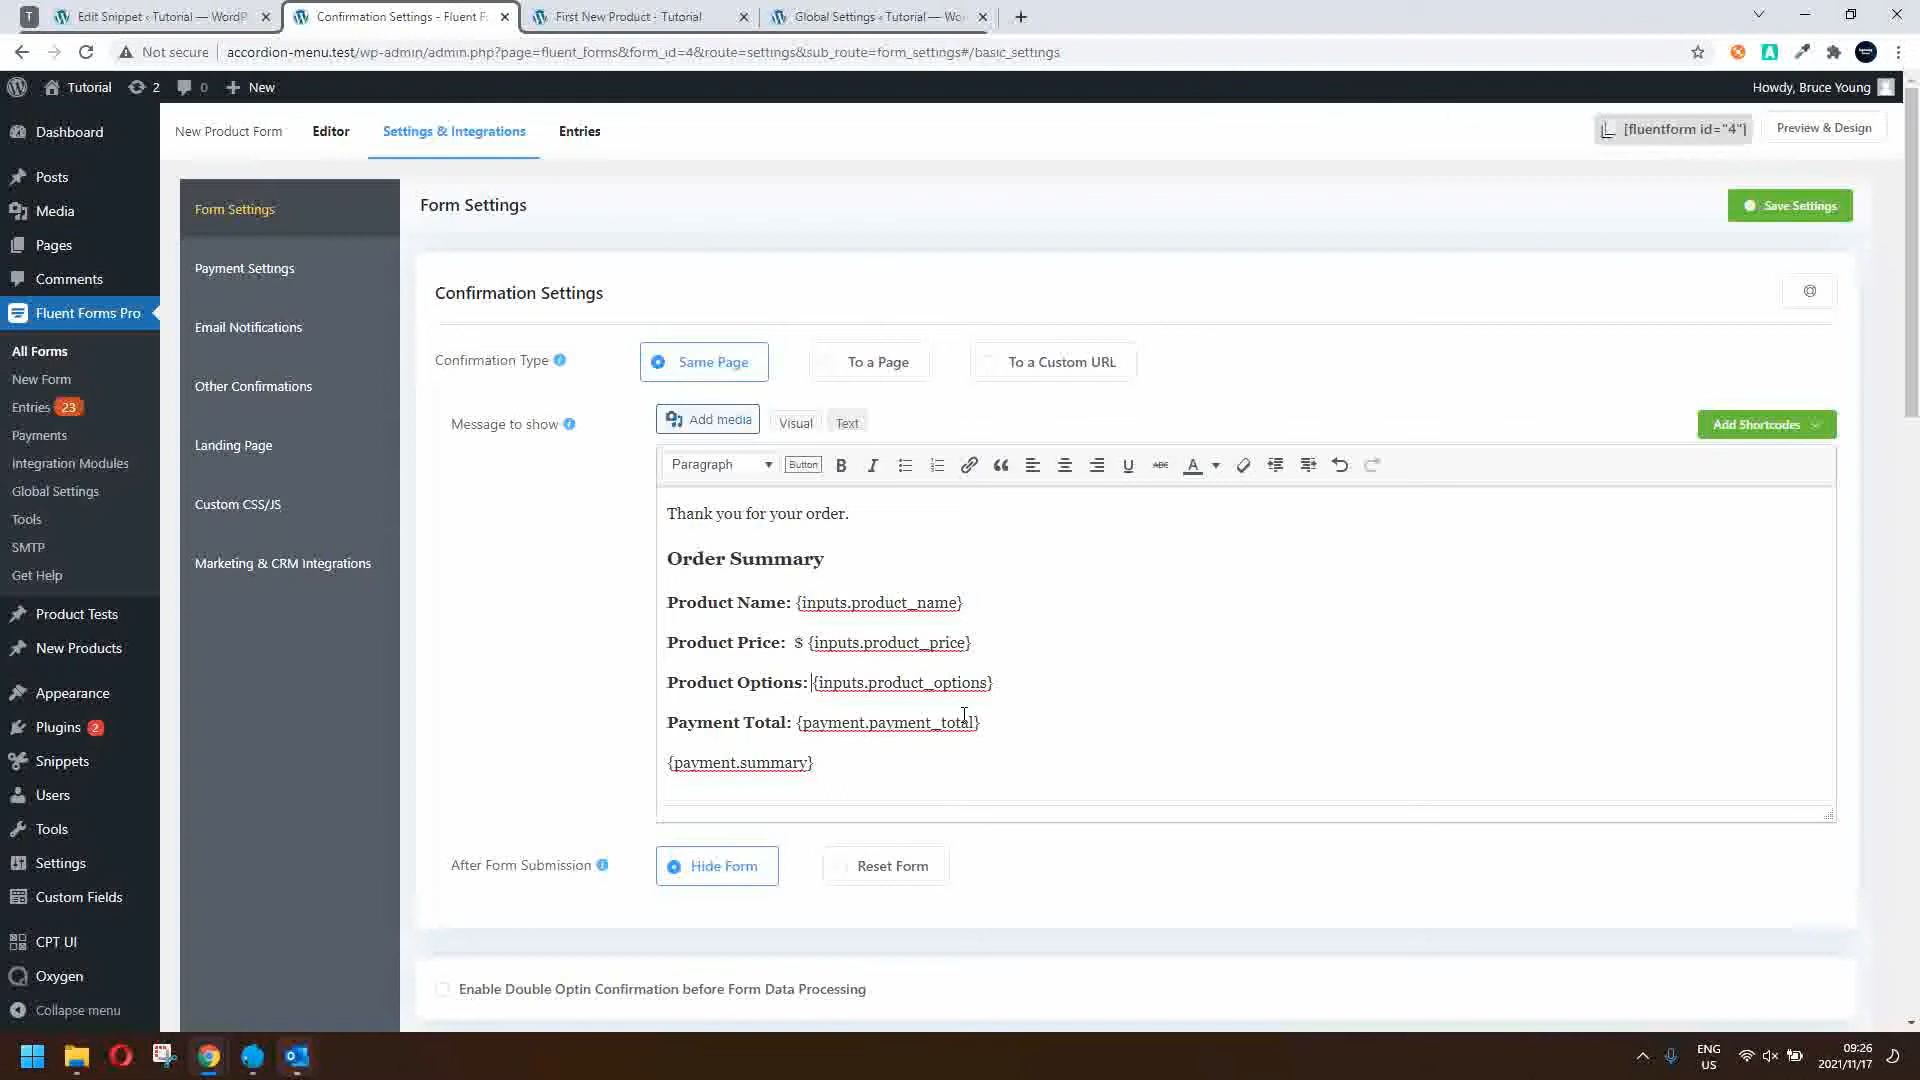 T
Edit Snippet ‹ Tutorial — WordP
Confirmation Settings - Fluent F
First New Product - Tutorial
Global Settings ‹ Tutorial — Wo
Not secure
accordion-menu.test/wp-admin/admin.php?page=fluent_forms&form_id=4&route=settings&sub_route=form_settings#/basic_settings
Tutorial
2
0
New
Howdy, Bruce Young
Dashboard
Posts
Media
Pages
Comments
Fluent Forms Pro
All Forms
New Form
Entries 23
Payments
Integration Modules
Global Settings
Tools
SMTP
Get Help
Product Tests
New Products
Appearance
Plugins 2
Snippets
Users
Tools
Settings
Custom Fields
CPT UI
Oxygen
Collapse menu
New Product Form
Editor
Settings & Integrations
Entries
[fluentform id="4"]
Preview & Design
Form Settings
Payment Settings
Email Notifications
Other Confirmations
Landing Page
Custom CSS/JS
Marketing & CRM Integrations
Form Settings
Save Settings
Confirmation Settings
Confirmation Type
Same Page
To a Page
To a Custom URL
Message to show
Add media
Visual
Text
Add Shortcodes
Paragraph
Button
B
I
U
ABC
A
Thank you for your order.
Order Summary
Product Name: {inputs.product_name}
Product Price: $ {inputs.product_price}
Product Options: {inputs.product_options}
Payment Total: {payment.payment_total}
{payment.summary}
After Form Submission
Hide Form
Reset Form
Enable Double Optin Confirmation before Form Data Processing
ENG
US
09:26
2021/11/17